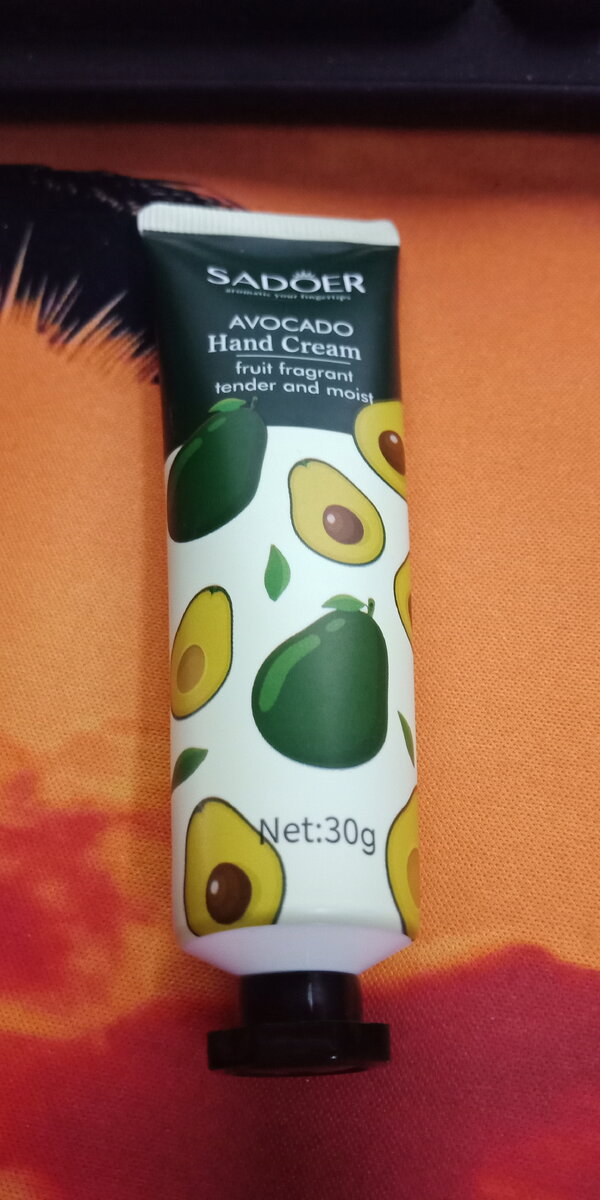 SADOER
aromatic your fingertips
AVOCADO
Hand Cream
fruit fragrant
tender and moist
Net:30g